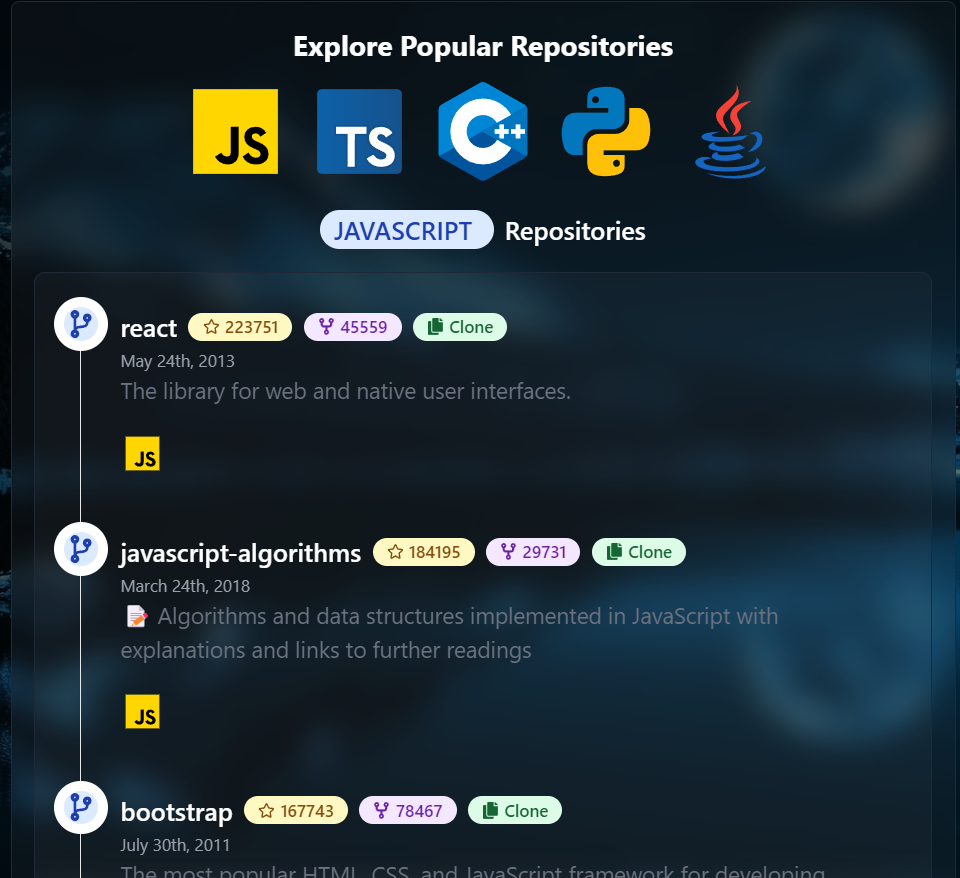 Explore Popular Repositories
JS TS C++
JAVASCRIPT Repositories
react 223751 45559 Clone
May 24th, 2013
The library for web and native user interfaces.
JS
javascript-algorithms 184195 29731 Clone
March 24th, 2018
📝 Algorithms and data structures implemented in JavaScript with
explanations and links to further readings
JS
bootstrap 167743 78467 Clone
July 30th, 2011
The most popular HTML, CSS, and JavaScript framework for developing